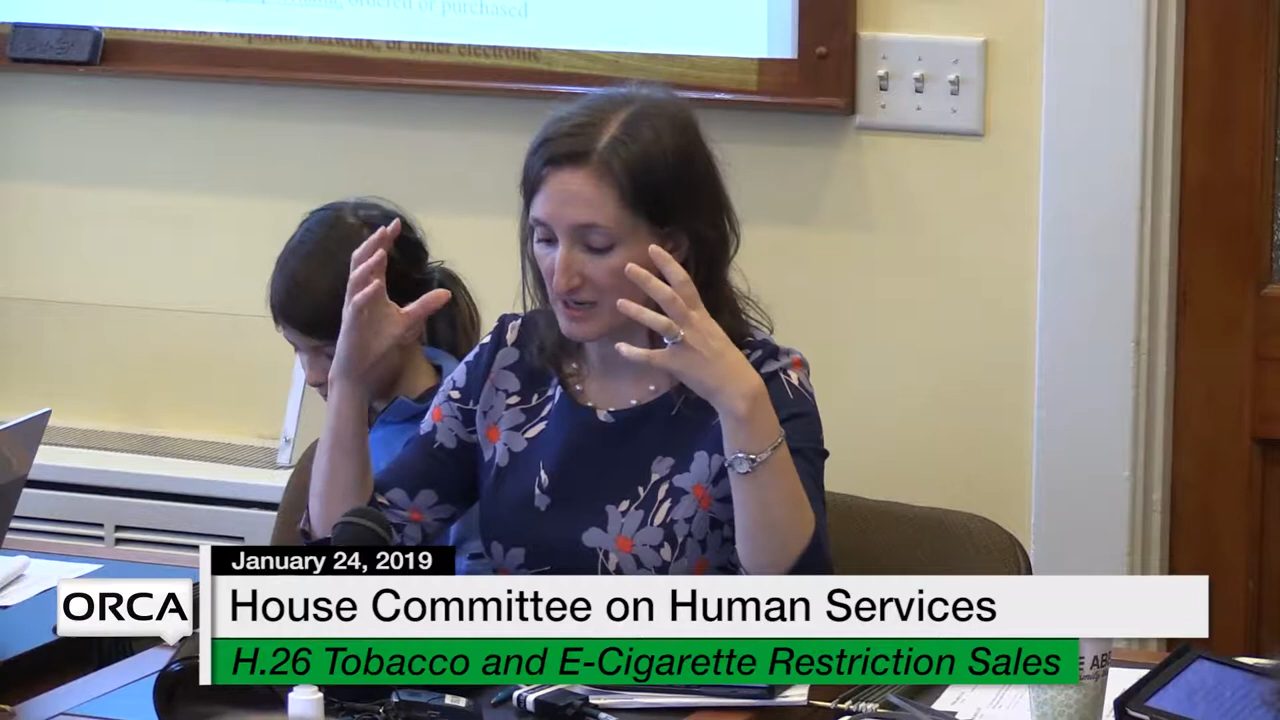 ordered or purchased
network, or other electronic
January 24, 2019
ORCA
House Committee on Human Services
H.26 Tobacco and E-Cigarette Restriction Sales